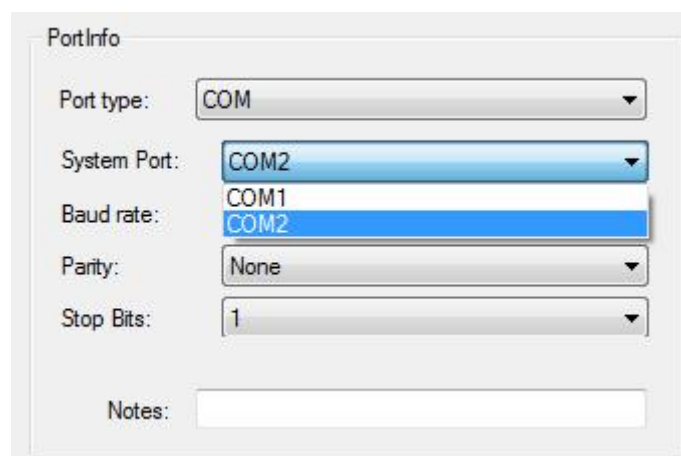 PortInfo
Port type: COM
System Port: COM2
COM1
Baud rate: COM2
Parity: None
Stop Bits: 1
Notes: